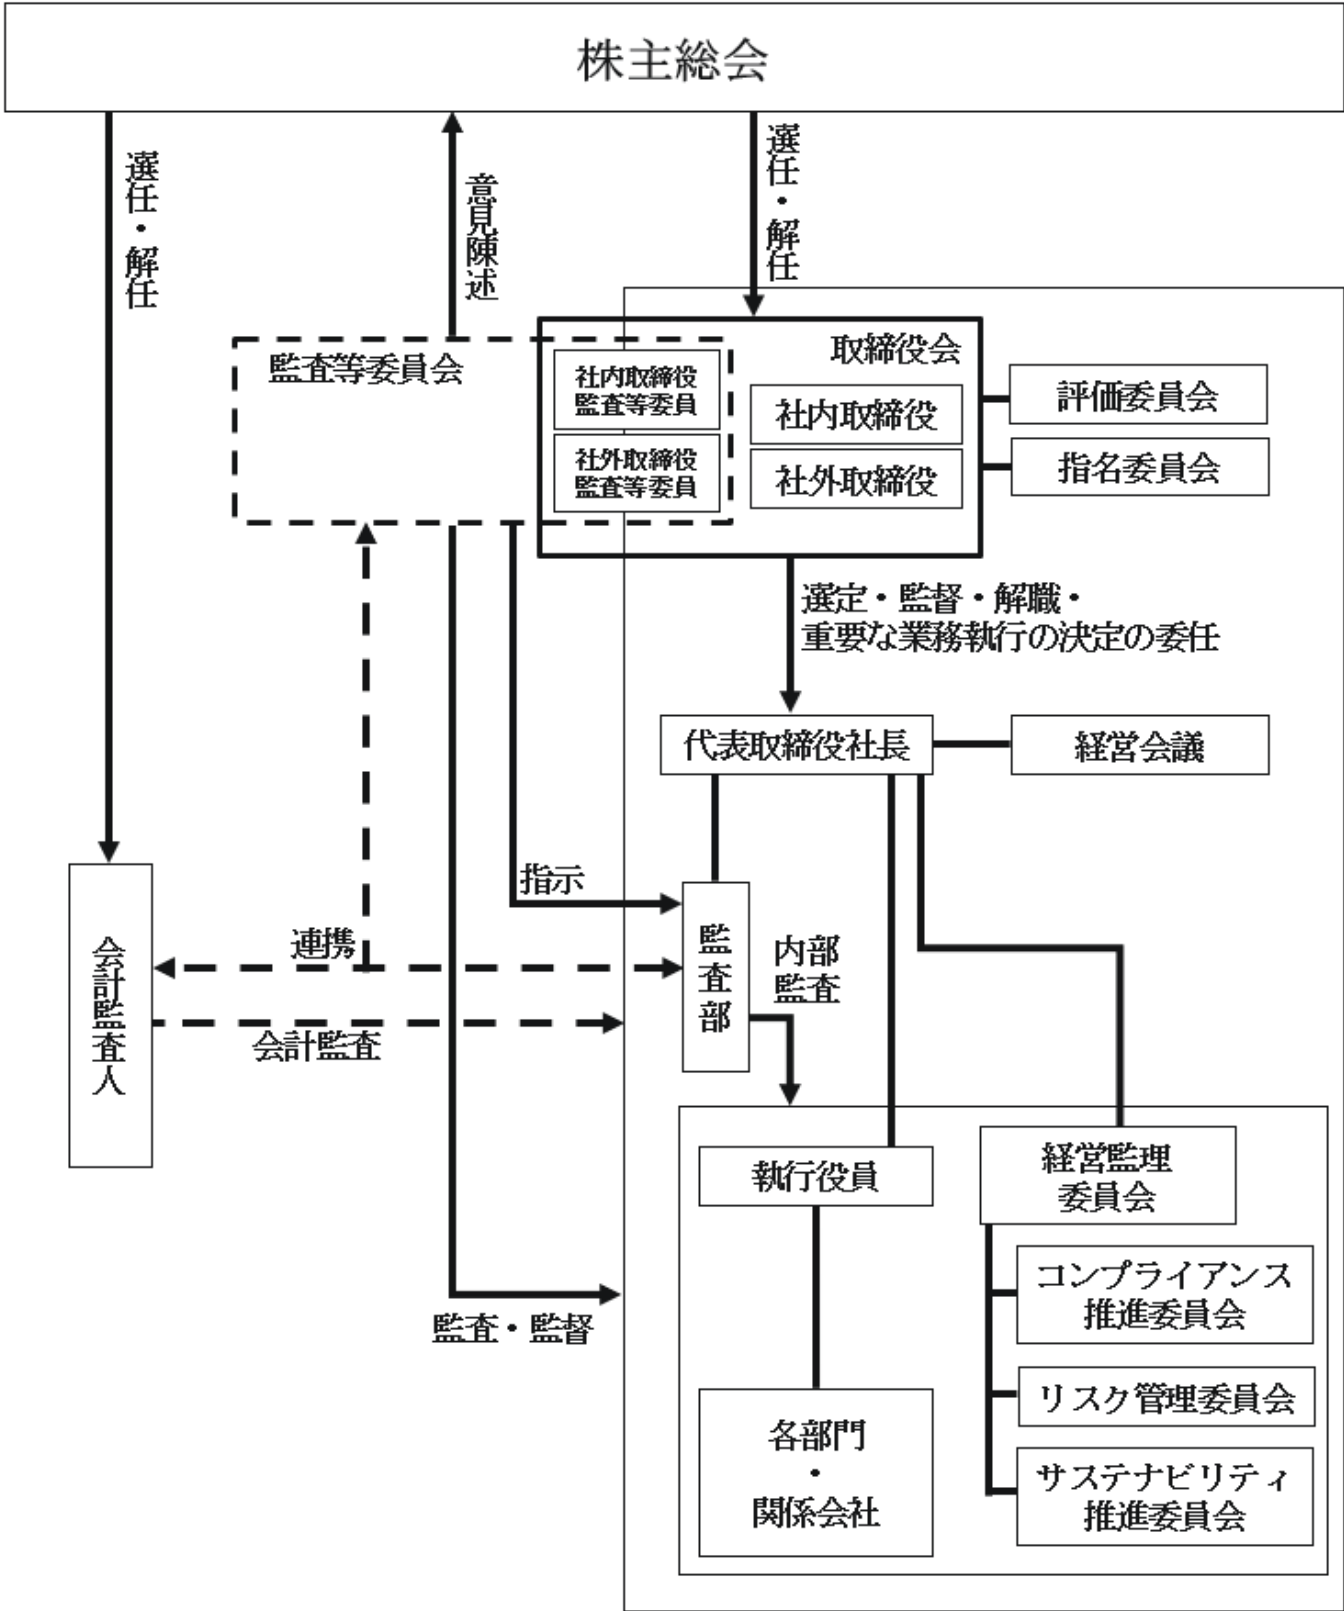 株主総会
選任・解任
意見陳述
選任・解任
監査等委員会
取締役会
社内取締役
監査等委員
社外取締役
監査等委員
社内取締役
社外取締役
評価委員会
指名委員会
選定・監督・解職・
重要な業務執行の決定の委任
代表取締役社長
経営会議
指示
連携
会計監査人
会計監査
監査部
内部
監査
執行役員
経営監理
委員会
監査・監督
コンプライアンス
推進委員会
リスク管理委員会
各部門
・
関係会社
サステナビリティ
推進委員会